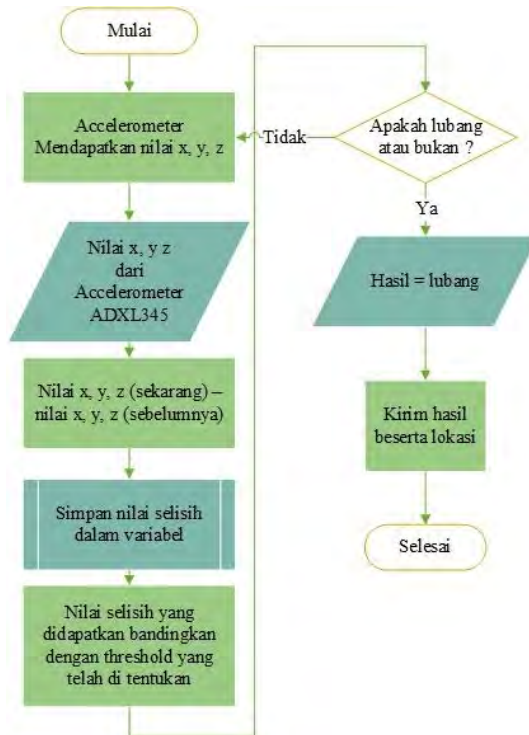 Mulai
Accelerometer
Mendapatkan nilai x, y, z
Nilai x, y z
dari
Accelerometer
ADXL345
Nilai x, y, z (sekarang) –
nilai x, y, z (sebelumnya)
Simpan nilai selisih
dalam variabel
Nilai selisih yang
didapatkan bandingkan
dengan threshold yang
telah di tentukan
Apakah lubang
atau bukan ?
Tidak
Ya
Hasil = lubang
Kirim hasil
beserta lokasi
Selesai